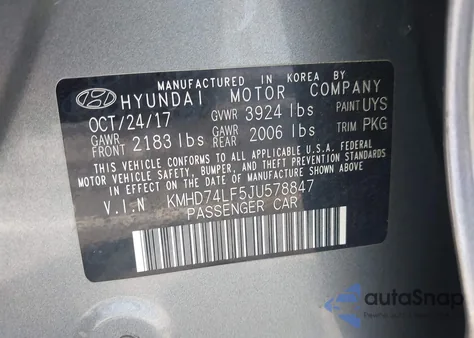 MANUFACTURED IN KOREA BY
HYUNDAI MOTOR COMPANY
OCT/24/17 GVWR 3924 lbs PAINT UYS
GAWR FRONT 2183 lbs GAWR REAR 2006 lbs TRIM PKG
THIS VEHICLE CONFORMS TO ALL APPLICABLE U.S. FEDERAL
MOTOR VEHICLE SAFETY, BUMPER, AND THEFT PREVENTION STANDARDS
IN EFFECT ON THE DATE OF MANUFACTURE SHOWN ABOVE
V.I.N KMHD74LF5JU578847
PASSENGER CAR
autoSnap